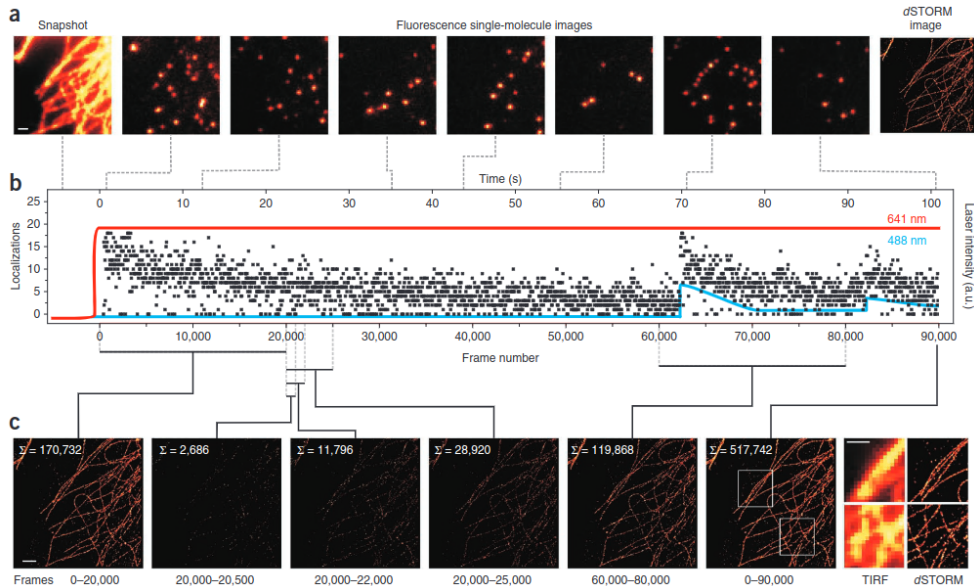 a
Snapshot
Fluorescence single-molecule images
dSTORM
image
b
Time (s)
0 10 20 30 40 50 60 70 80 90 100
Localizations
25
20
15
10
5
0
641 nm
488 nm
Laser intensity (a.u.)
0 10,000 20,000 30,000 40,000 50,000 60,000 70,000 80,000 90,000
Frame number
c
Σ = 170,732 Σ = 2,686 Σ = 11,796 Σ = 28,920 Σ = 119,868 Σ = 517,742
Frames 0–20,000 20,000–20,500 20,000–22,000 20,000–25,000 60,000–80,000 0–90,000 TIRF dSTORM